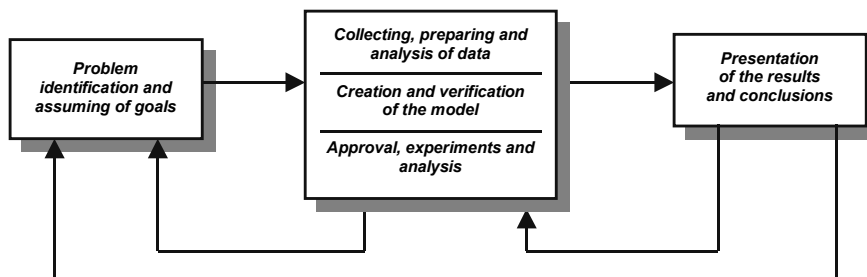 Problem
identification and
assuming of goals
Collecting, preparing and
analysis of data
Creation and verification
of the model
Approval, experiments and
analysis
Presentation
of the results
and conclusions